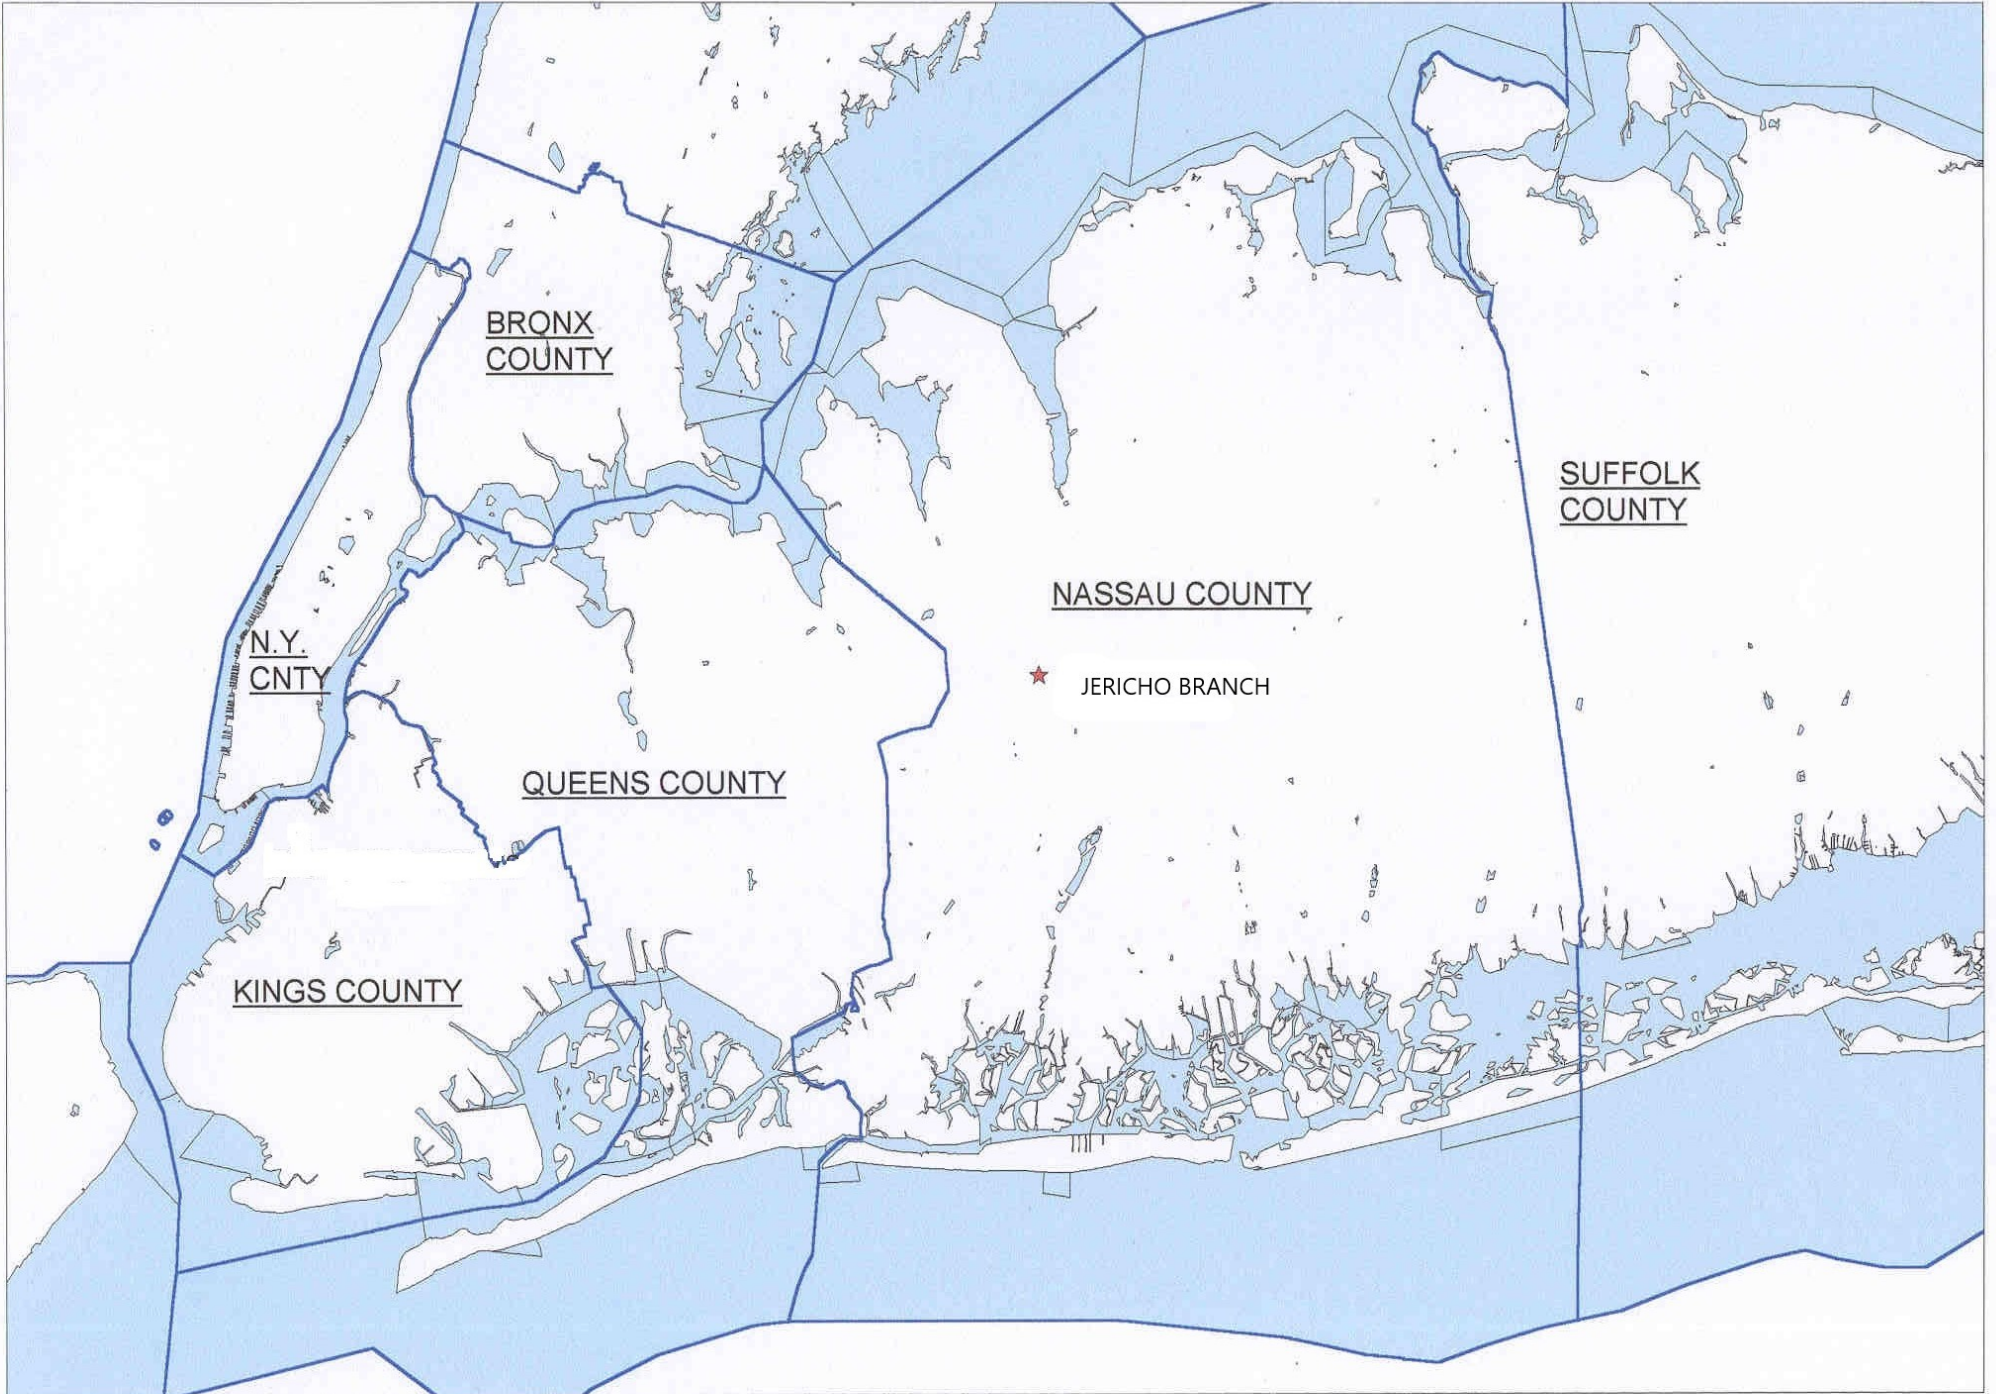 BRONX
COUNTY
SUFFOLK
COUNTY
NASSAU COUNTY
N.Y.
CNTY
JERICHO BRANCH
QUEENS COUNTY
KINGS COUNTY